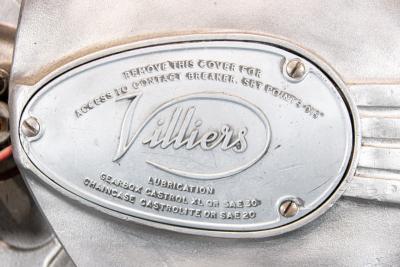 REMOVE THIS COVER FOR
ACCESS TO CONTACT BREAKER. SET POINTS ·015"
Villiers
LUBRICATION
GEARBOX CASTROL XL OR SAE 30
CHAINCASE CASTROLITE OR SAE 20